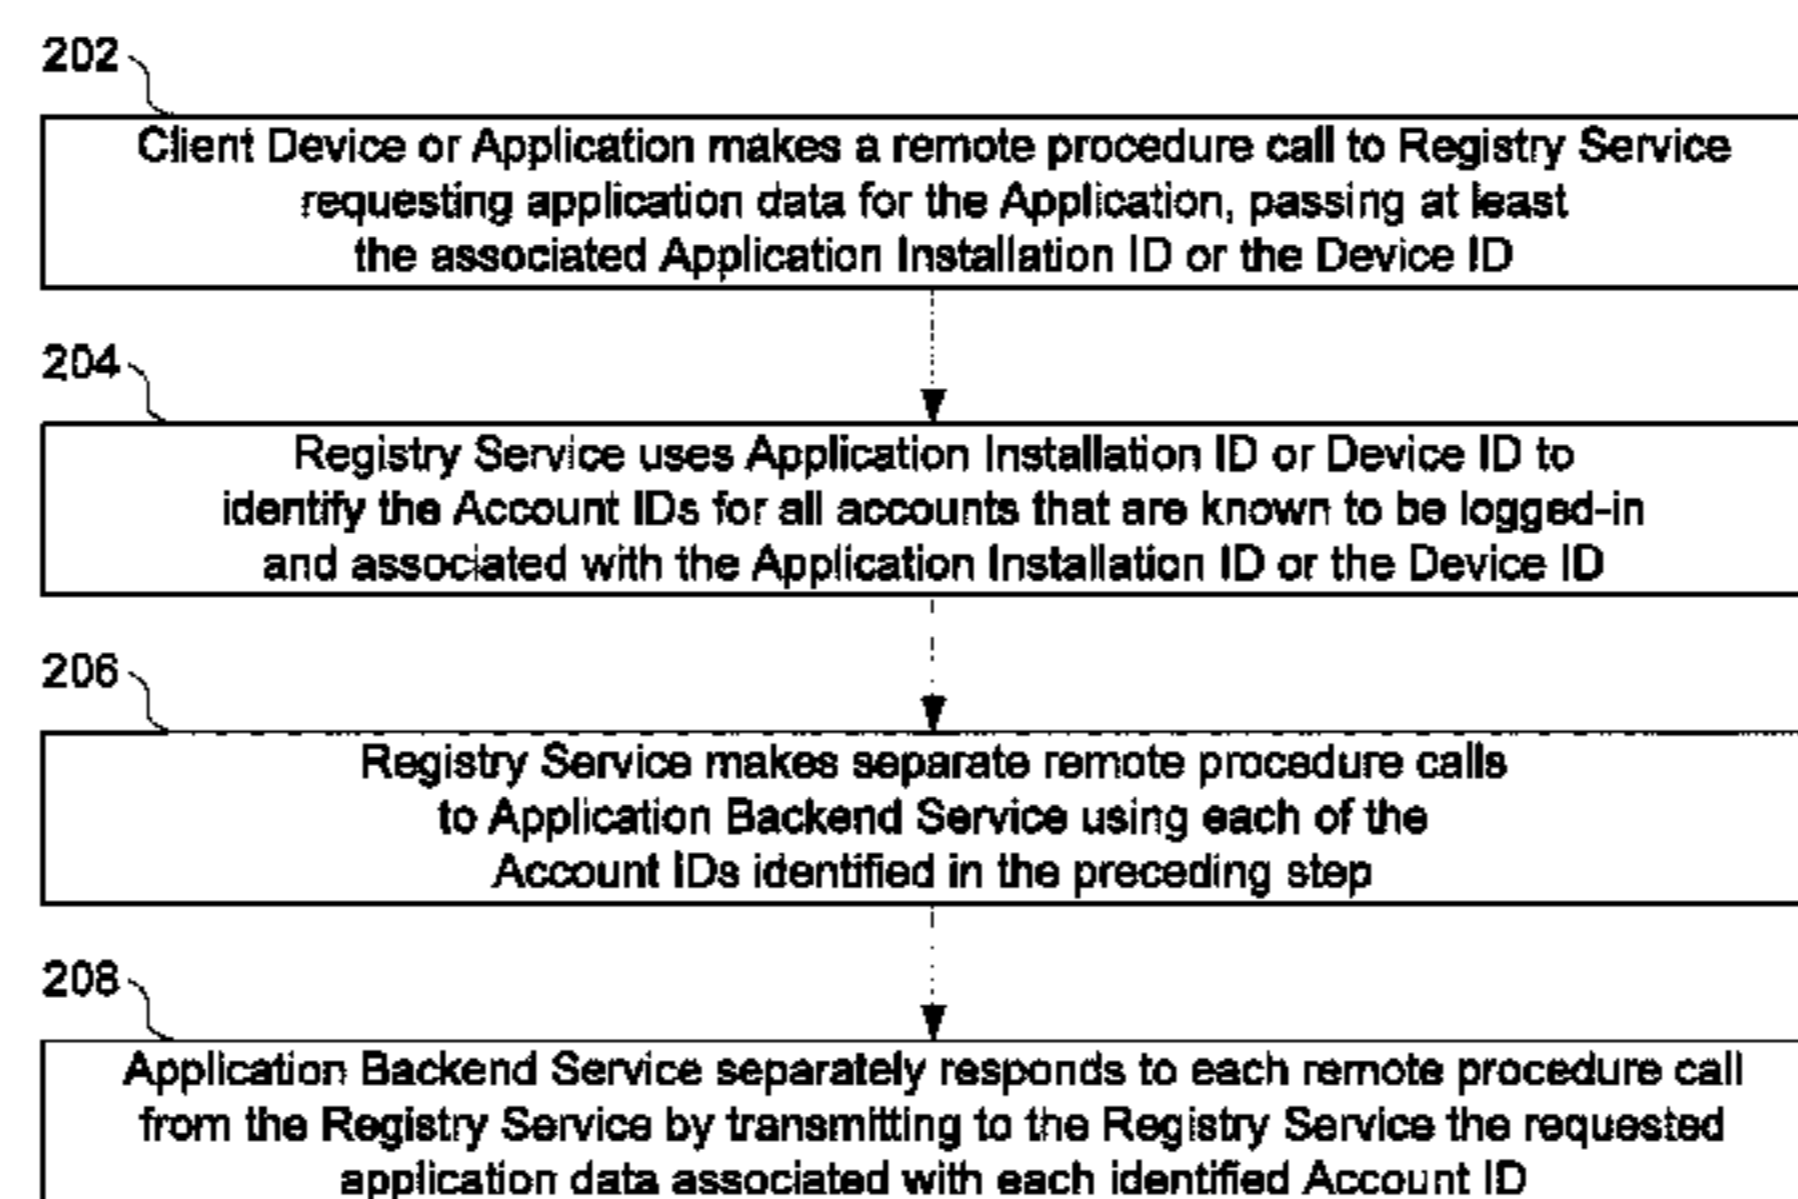 202
Client Device or Application makes a remote procedure call to Registry Service
requesting application data for the Application, passing at least
the associated Application Installation ID or the Device ID
204
Registry Service uses Application Installation ID or Device ID to
identify the Account IDs for all accounts that are known to be logged-in
and associated with the Application Installation ID or the Device ID
206
Registry Service makes separate remote procedure calls
to Application Backend Service using each of the
Account IDs identified in the preceding step
208
Application Backend Service separately responds to each remote procedure call
from the Registry Service by transmitting to the Registry Service the requested
application data associated with each identified Account ID